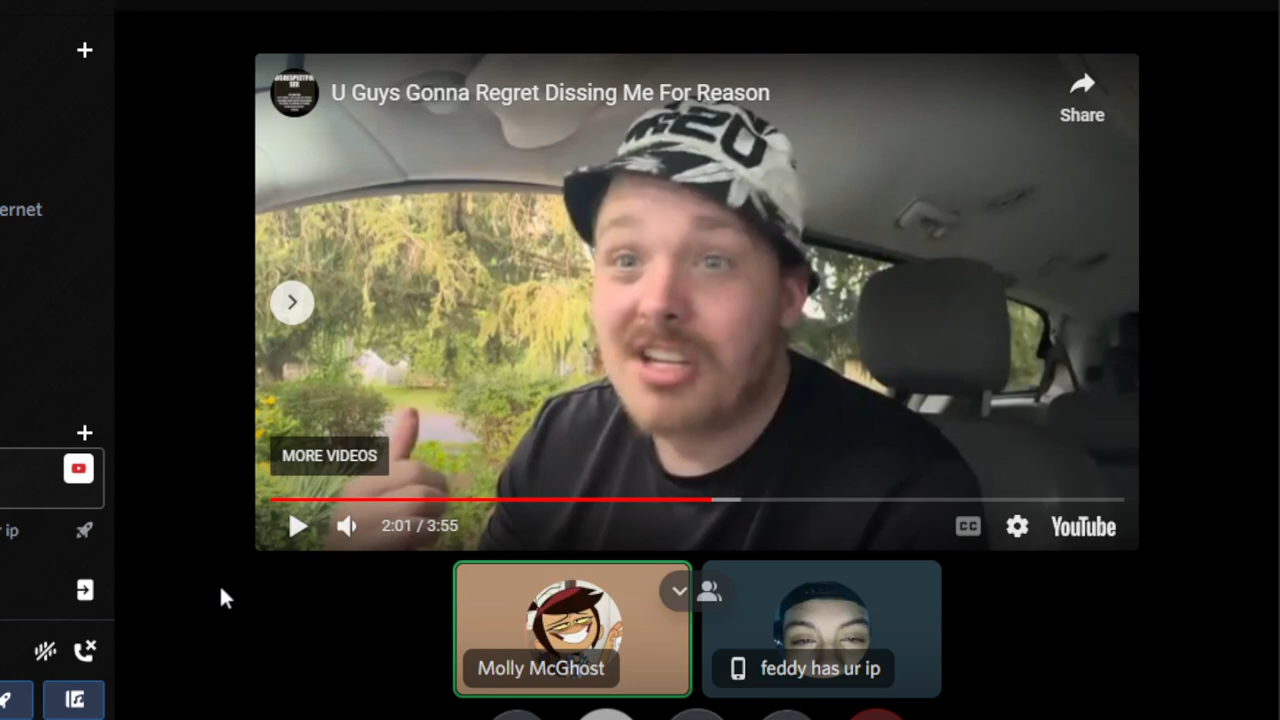 U Guys Gonna Regret Dissing Me For Reason
Share
ernet
MORE VIDEOS
2:01 / 3:55
CC
YouTube
r ip
Molly McGhost
feddy has ur ip